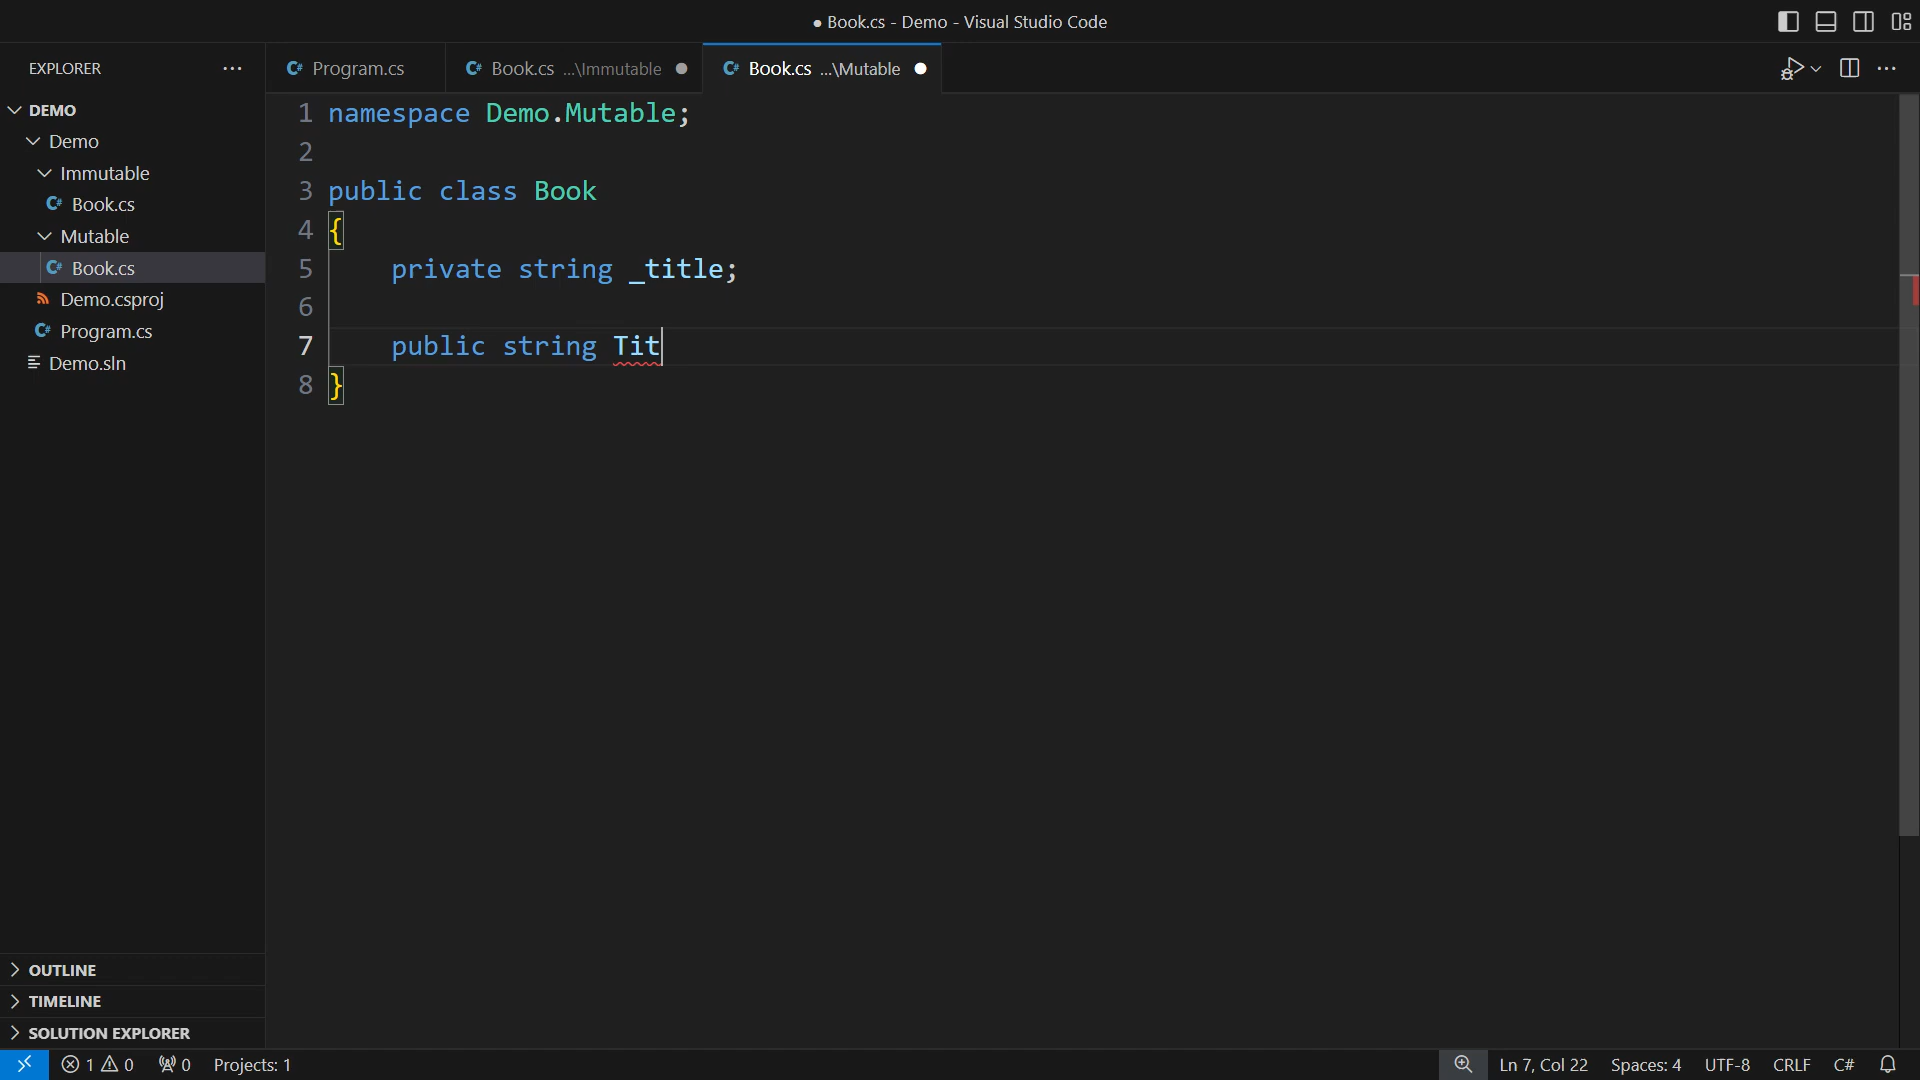 ● Book.cs - Demo - Visual Studio Code
EXPLORER
DEMO
Demo
Immutable
C# Book.cs
Mutable
C# Book.cs
Demo.csproj
C# Program.cs
Demo.sln
OUTLINE
TIMELINE
SOLUTION EXPLORER
C# Program.cs
C# Book.cs ...\Immutable ●
C# Book.cs ...\Mutable ●
1 namespace Demo.Mutable;
2
3 public class Book
4 {
5 private string _title;
6
7 public string Tit
8 }
1 0 0 Projects: 1
Ln 7, Col 22 Spaces: 4 UTF-8 CRLF C#